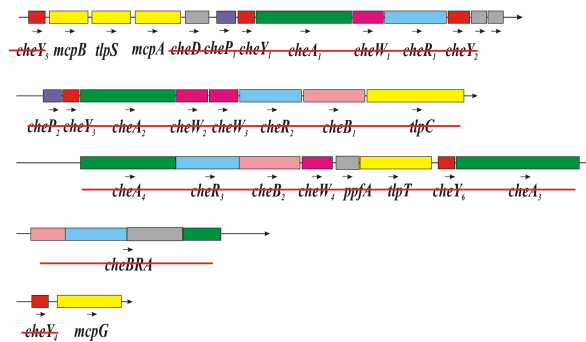 cheY5 mcpB tlpS mcpA cheD cheP1 cheY1 cheA1 cheW1 cheR1 cheY2
cheP2 cheY3 cheA2 cheW2 cheW3 cheR2 cheB1 tlpC
cheA4 cheR3 cheB2 cheW4 ppfA tlpT cheY6 cheA3
cheBRA
cheY4 mcpG